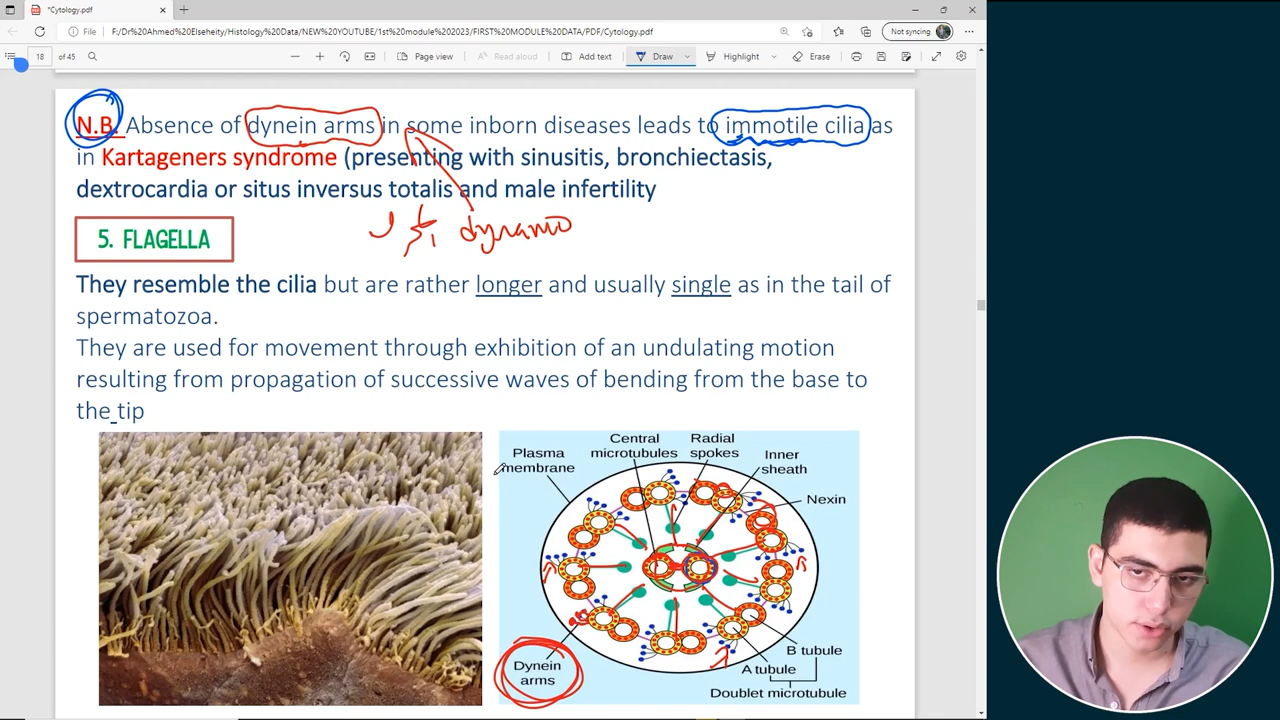 *Cytology.pdf
File
F:/Dr%20Ahmed%20Elseheity/Histology%20Data/NEW%20YOUTUBE/1st%20module%202023/FIRST%20MODULE%20DATA/PDF/Cytology.pdf
Not syncing
18 of 45
Page view
Read aloud
Add text
Draw
Highlight
Erase
N.B. Absence of dynein arms in some inborn diseases leads to immotile cilia as
in Kartageners syndrome (presenting with sinusitis, bronchiectasis,
dextrocardia or situs inversus totalis and male infertility
dynamo
5. FLAGELLA
They resemble the cilia but are rather longer and usually single as in the tail of
spermatozoa.
They are used for movement through exhibition of an undulating motion
resulting from propagation of successive waves of bending from the base to
the tip
Plasma
membrane
Central
microtubules
Radial
spokes
Inner
sheath
Nexin
Dynein
arms
B tubule
A tubule
Doublet microtubule